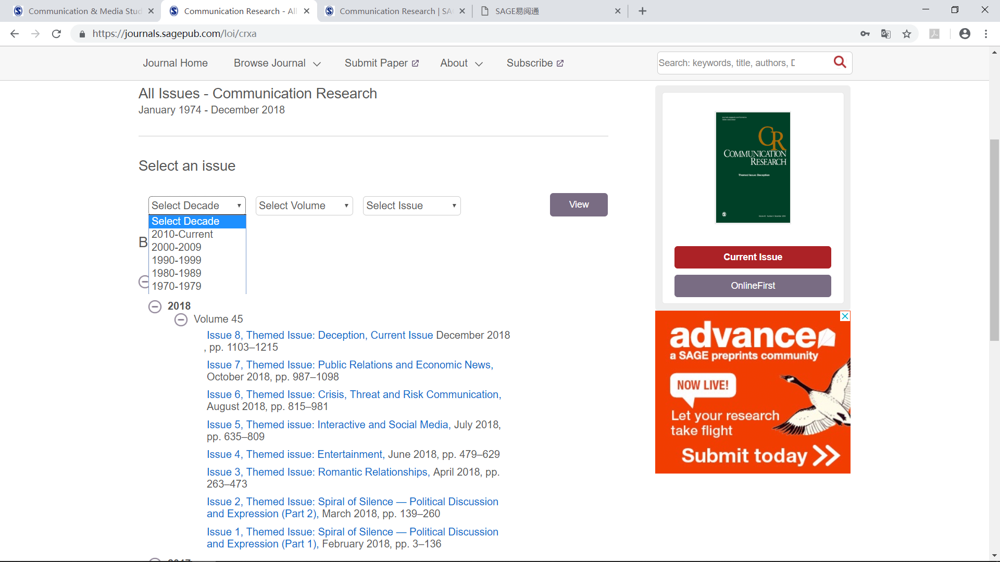 Communication & Media Stud
Communication Research - All
Communication Research | SA
SAGE易阅通
https://journals.sagepub.com/loi/crxa
Journal Home
Browse Journal
Submit Paper
About
Subscribe
Search: keywords, title, authors, D
All Issues - Communication Research
January 1974 - December 2018
Select an issue
Select Decade
Select Volume
Select Issue
View
Select Decade
2010-Current
2000-2009
1990-1999
1980-1989
1970-1979
B
2018
Volume 45
Issue 8, Themed Issue: Deception, Current Issue December 2018
, pp. 1103–1215
Issue 7, Themed Issue: Public Relations and Economic News,
October 2018, pp. 987–1098
Issue 6, Themed Issue: Crisis, Threat and Risk Communication,
August 2018, pp. 815–981
Issue 5, Themed issue: Interactive and Social Media, July 2018,
pp. 635–809
Issue 4, Themed issue: Entertainment, June 2018, pp. 479–629
Issue 3, Themed Issue: Romantic Relationships, April 2018, pp.
263–473
Issue 2, Themed Issue: Spiral of Silence — Political Discussion
and Expression (Part 2), March 2018, pp. 139–260
Issue 1, Themed Issue: Spiral of Silence — Political Discussion
and Expression (Part 1), February 2018, pp. 3–136
2017
CR
COMMUNICATION
RESEARCH
Themed Issue: Deception
Current Issue
OnlineFirst
advance
a SAGE preprints community
NOW LIVE!
Let your research
take flight
Submit today